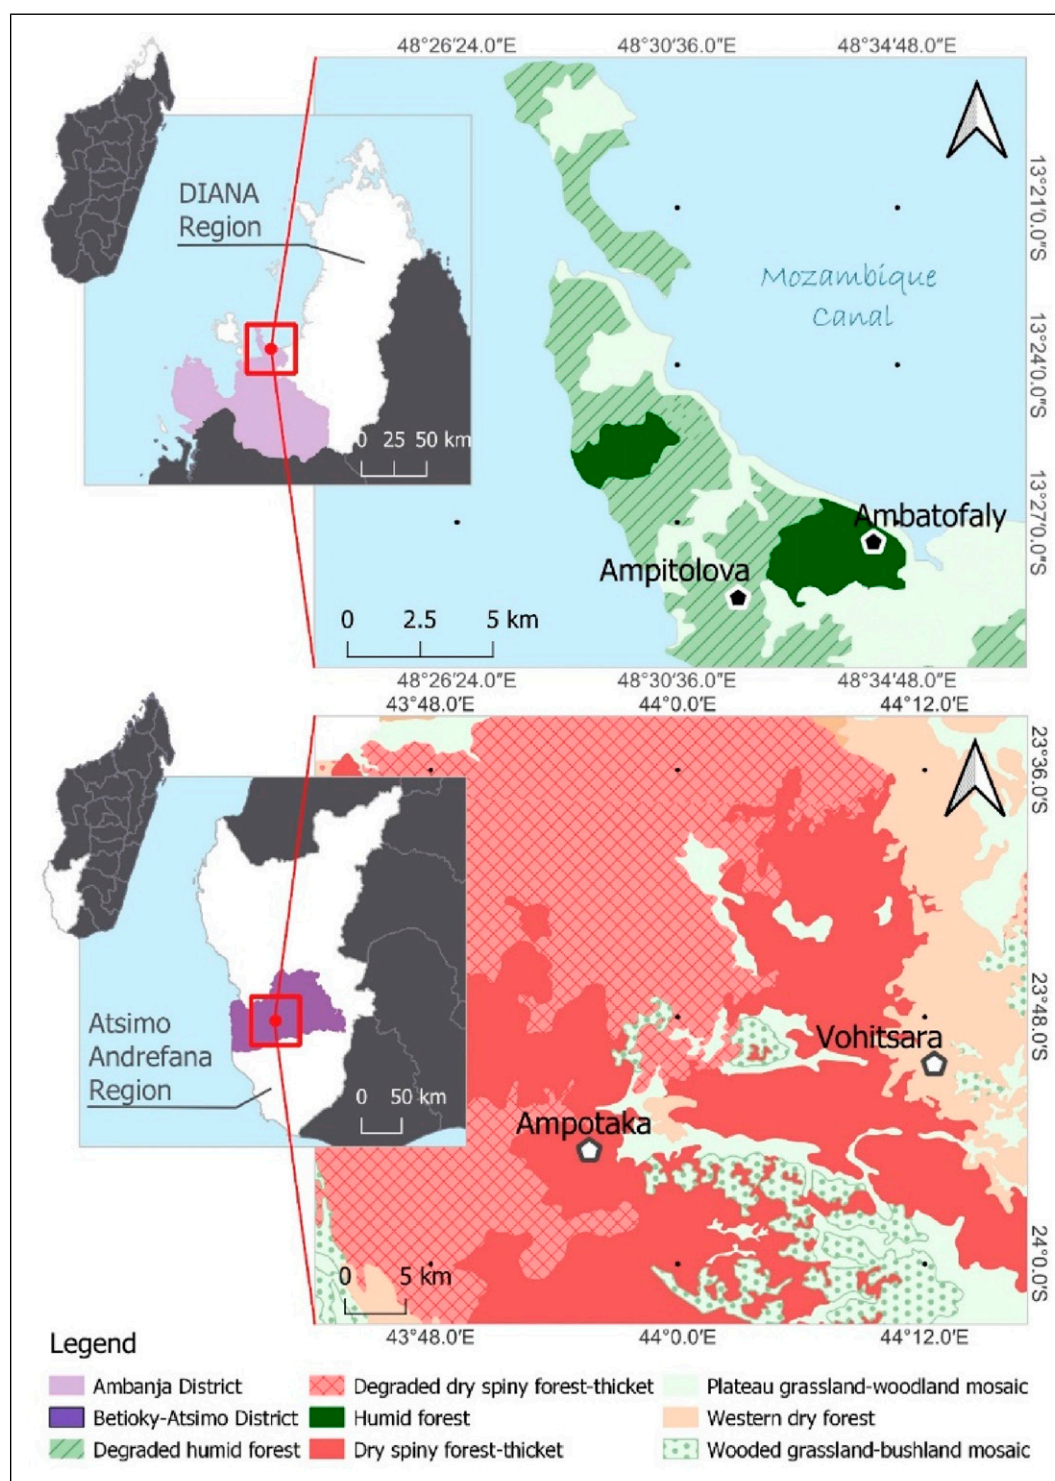 48°26'24.0"E 48°30'36.0"E 48°34'48.0"E
DIANA
Region
0 25 50 km
13°21'0.0"S
13°24'0.0"S
13°27'0.0"S
Mozambique
Canal
Ambatofaly
Ampitolova
0 2.5 5 km
48°26'24.0"E 48°30'36.0"E 48°34'48.0"E
43°48.0'E 44°0.0'E 44°12.0'E
23°36.0'S
23°48.0'S
24°0.0'S
Atsimo
Andrefana
Region
0 50 km
Vohitsara
Ampotaka
0 5 km
43°48.0'E 44°0.0'E 44°12.0'E
Legend
Ambanja District
Betioky-Atsimo District
Degraded humid forest
Degraded dry spiny forest-thicket
Humid forest
Dry spiny forest-thicket
Plateau grassland-woodland mosaic
Western dry forest
Wooded grassland-bushland mosaic